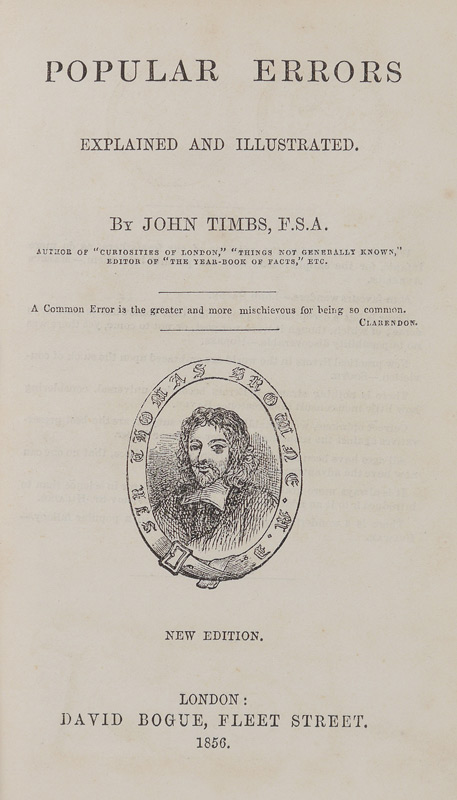 POPULAR ERRORS
EXPLAINED AND ILLUSTRATED.
BY JOHN TIMBS, F.S.A.
AUTHOR OF "CURIOSITIES OF LONDON," "THINGS NOT GENERALLY KNOWN,"
EDITOR OF "THE YEAR-BOOK OF FACTS," ETC.
A Common Error is the greater and more mischievous for being so common.
CLARENDON.
SIR THOMAS BROWNE. M.D.
NEW EDITION.
LONDON:
DAVID BOGUE, FLEET STREET.
1856.